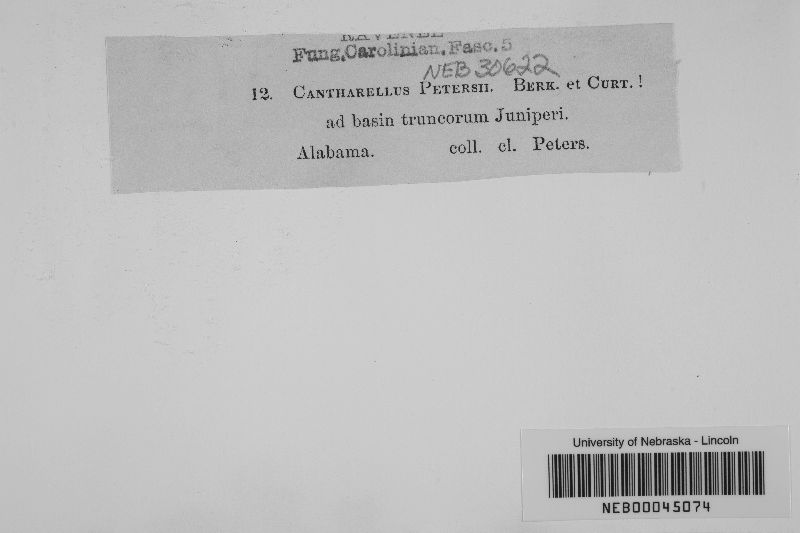 RAVENEL
Fung. Carolinian. Fasc. 5
NEB 30622
12. CANTHARELLUS PETERSII. BERK. et CURT. !
ad basin truncorum Juniperi.
Alabama. coll. cl. Peters.
University of Nebraska - Lincoln
NEB00045074